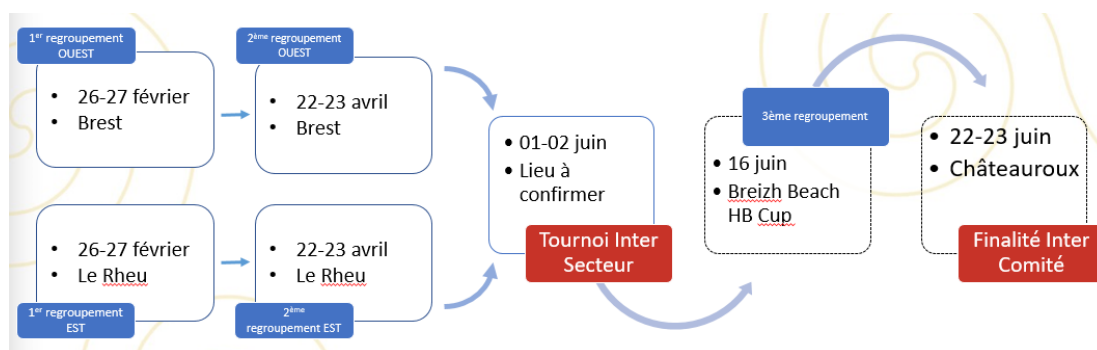 1er regroupement
OUEST
• 26-27 février
• Brest
2ème regroupement
OUEST
• 22-23 avril
• Brest
• 26-27 février
• Le Rheu
1er regroupement
EST
• 22-23 avril
• Le Rheu
2ème
regroupement EST
• 01-02 juin
• Lieu à
confirmer
Tournoi Inter
Secteur
3ème regroupement
• 16 juin
• Breizh Beach
HB Cup
• 22-23 juin
• Châteauroux
Finalité Inter
Comité